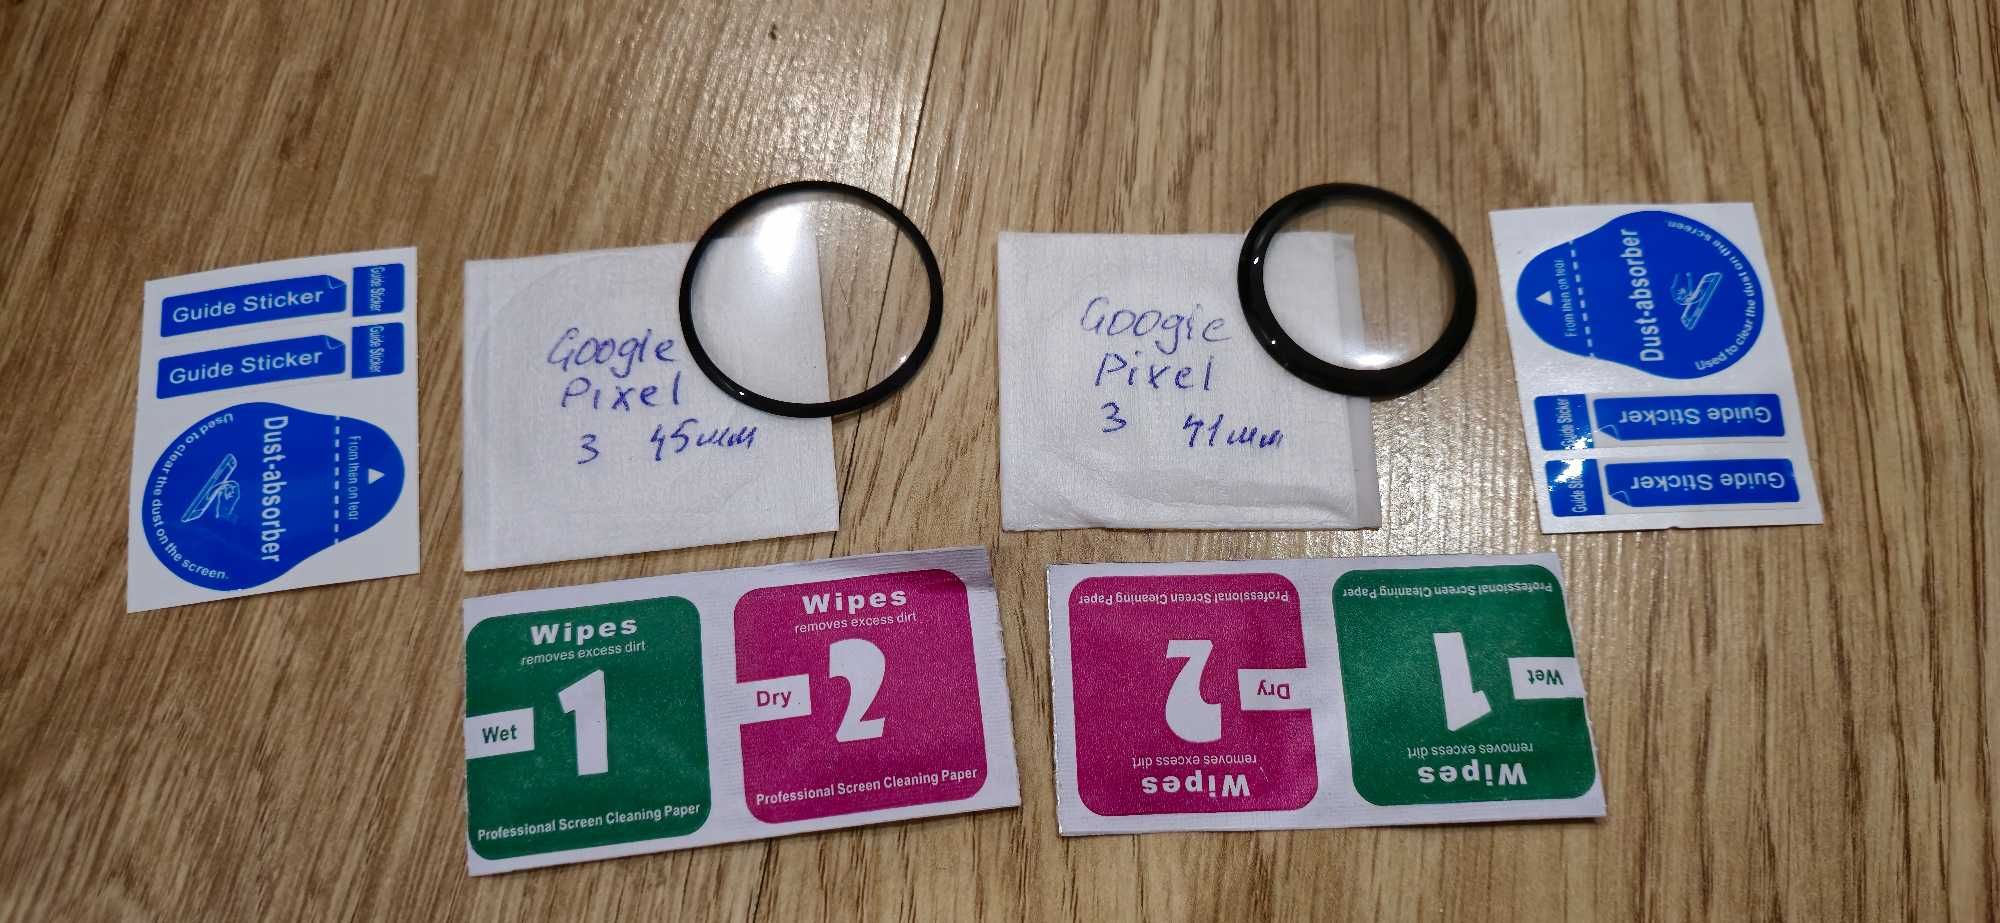 Guide Sticker
Guide Sticker
Guide Sticker
Guide Sticker
Dust-absorber
Used to clear the dust on the screen.
From then on tear
Google
Pixel
3 45мм
Google
Pixel
3 41мм
Dust-absorber
Used to clear the dust on the screen.
From then on tear
Guide Sticker
Guide Sticker
Guide Sticker
Guide Sticker
Wipes
removes excess dirt
Wet
1
Professional Screen Cleaning Paper
Wipes
removes excess dirt
Dry
2
Professional Screen Cleaning Paper
Wipes
removes excess dirt
Dry
2
Professional Screen Cleaning Paper
Wipes
removes excess dirt
Wet
1
Professional Screen Cleaning Paper